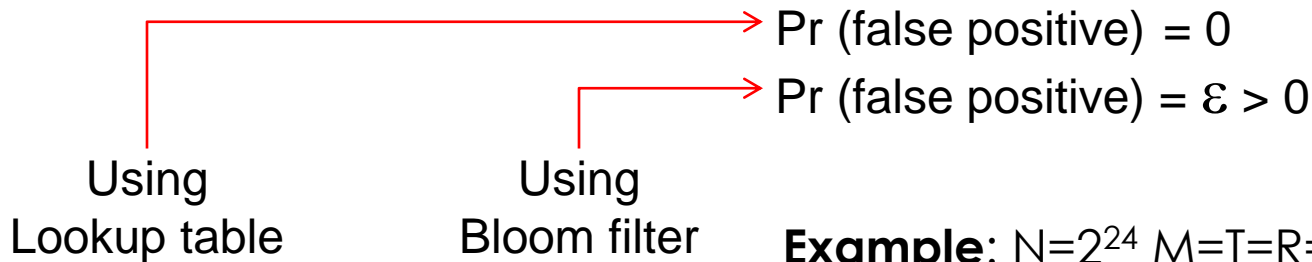 Pr (false positive) = 0
Pr (false positive) = ε > 0
Using Lookup table
Using Bloom filter
Example: N=2²⁴ M=T=R=